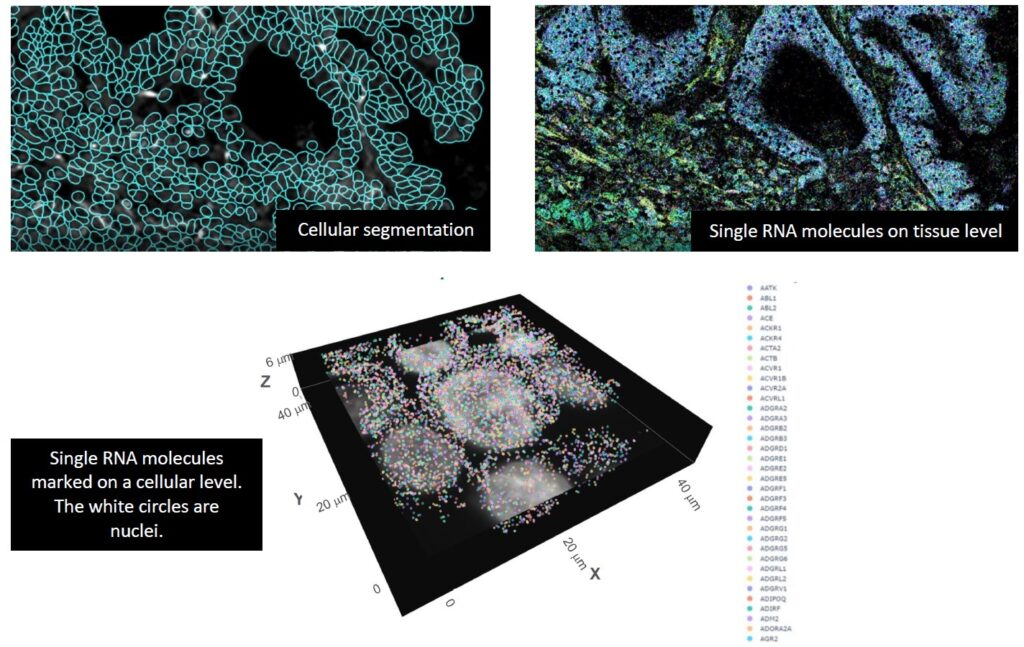 Cellular segmentation
Single RNA molecules on tissue level
6 µm
Z
0
40 µm
Single RNA molecules
marked on a cellular level.
The white circles are
nuclei.
Y
20 µm
0
0
20 µm
X
40 µm
AATK
ABL1
ABL2
ACE
ACKR1
ACKR4
ACTA2
ACTB
ACVR1
ACVR1B
ACVR2A
ACVRL1
ADGRA2
ADGRA3
ADGRB2
ADGRB3
ADGRD1
ADGRE1
ADGRE2
ADGRE5
ADGRF1
ADGRF3
ADGRF4
ADGRF5
ADGRG1
ADGRG2
ADGRG5
ADGRG6
ADGRL1
ADGRL2
ADGRV1
ADIPOQ
ADIRF
ADM2
ADORA2A
AGR2